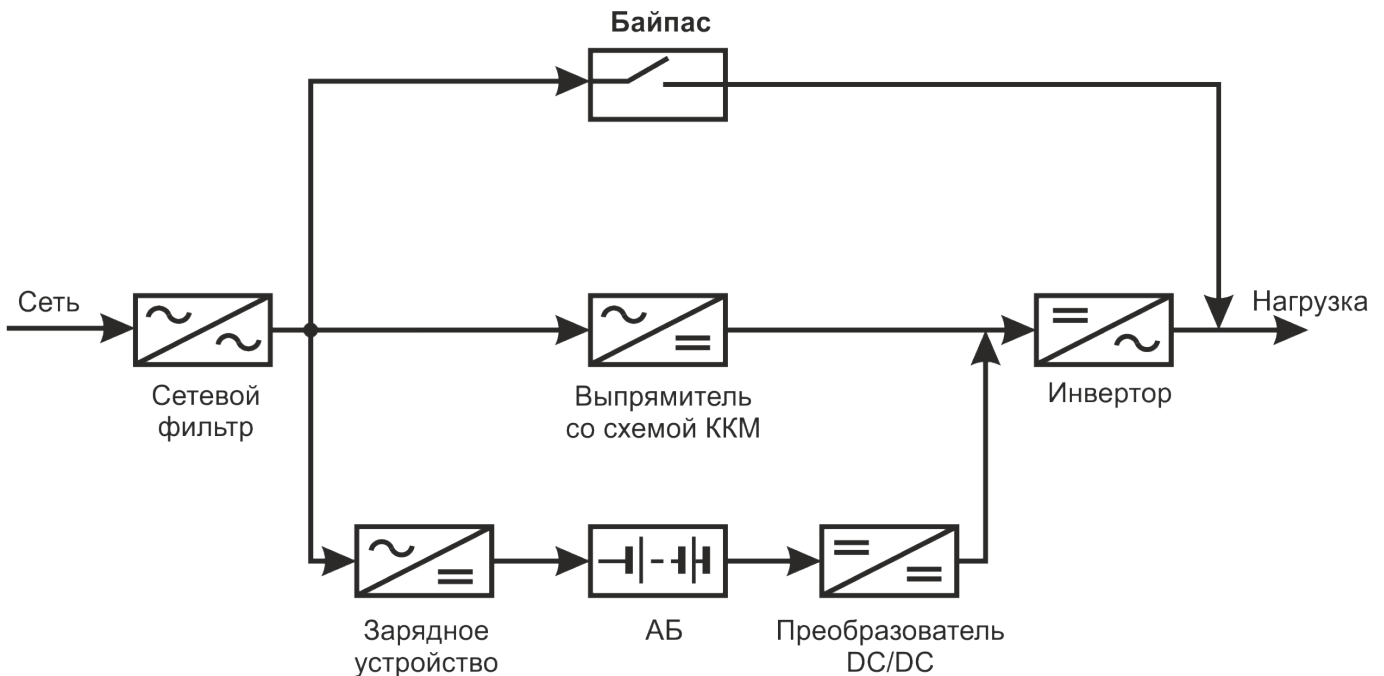 Байпас
Сеть
Нагрузка
Сетевой
фильтр
Выпрямитель
со схемой ККМ
Инвертор
Зарядное
устройство
АБ
Преобразователь
DC/DC